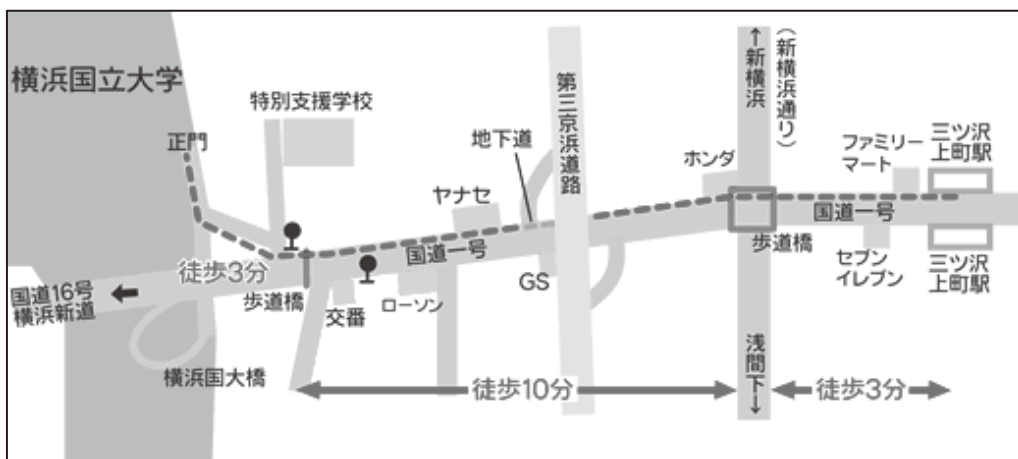 横浜国立大学
正門
特別支援学校
地下道
ヤナセ
第三京浜道路
ホンダ
↑新横浜
（新横浜通り）
ファミリー
マート
三ツ沢
上町駅
国道一号
国道一号
歩道橋
セブン
イレブン
三ツ沢
上町駅
徒歩3分
国道16号
横浜新道
歩道橋
交番
ローソン
GS
横浜国大橋
徒歩10分
浅間下→
徒歩3分